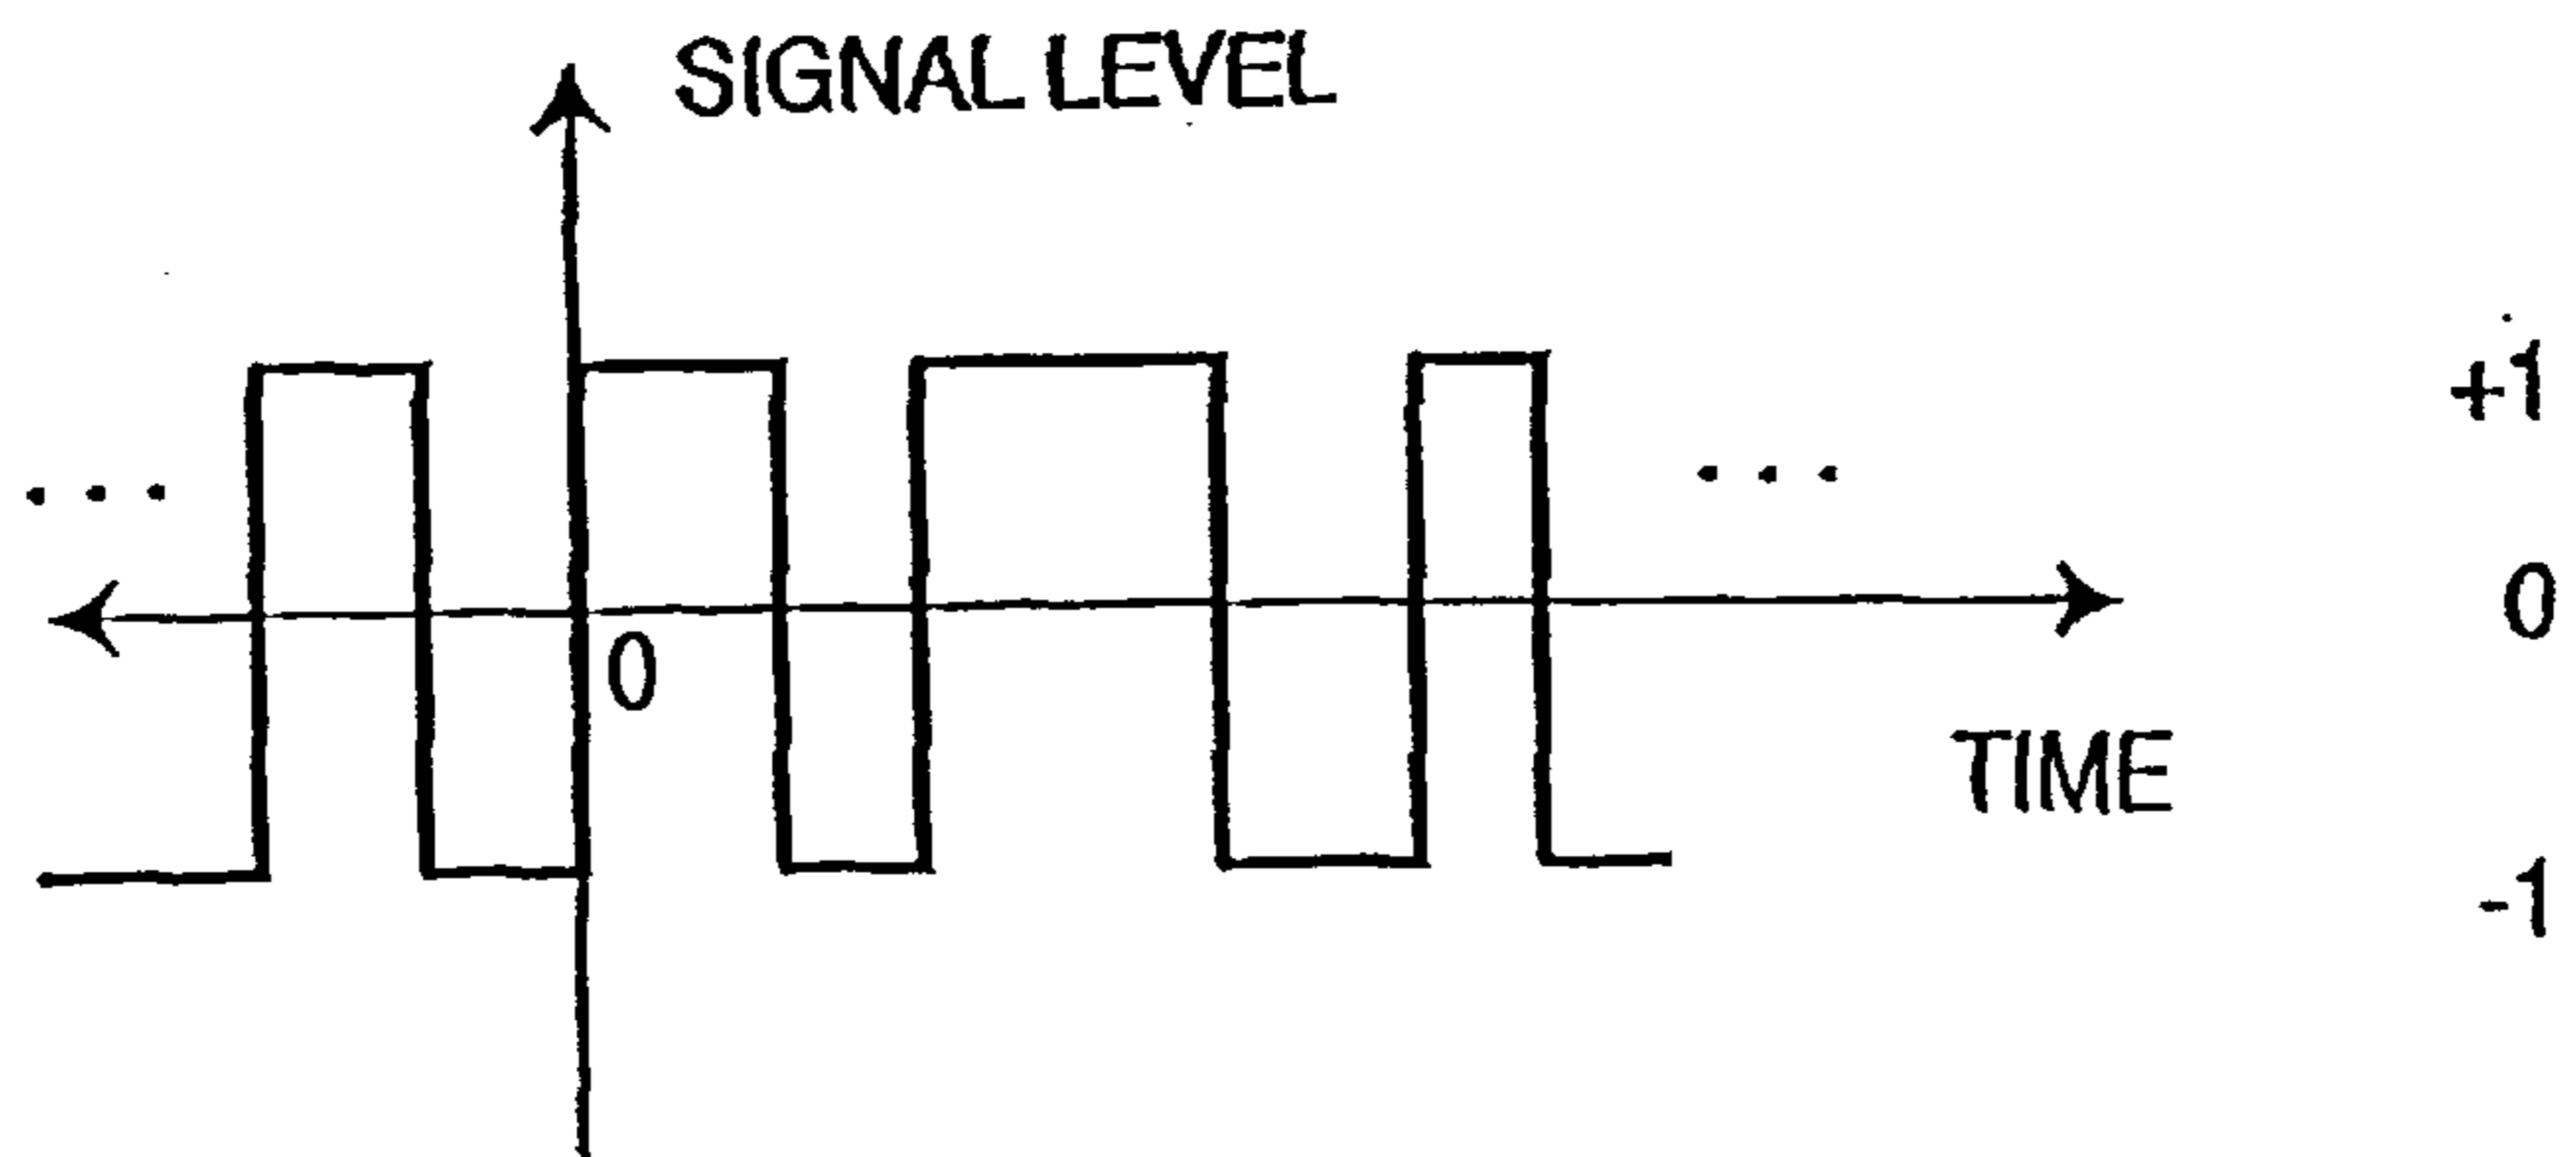 SIGNAL LEVEL
+1
. . .
. . .
0
0
TIME
-1